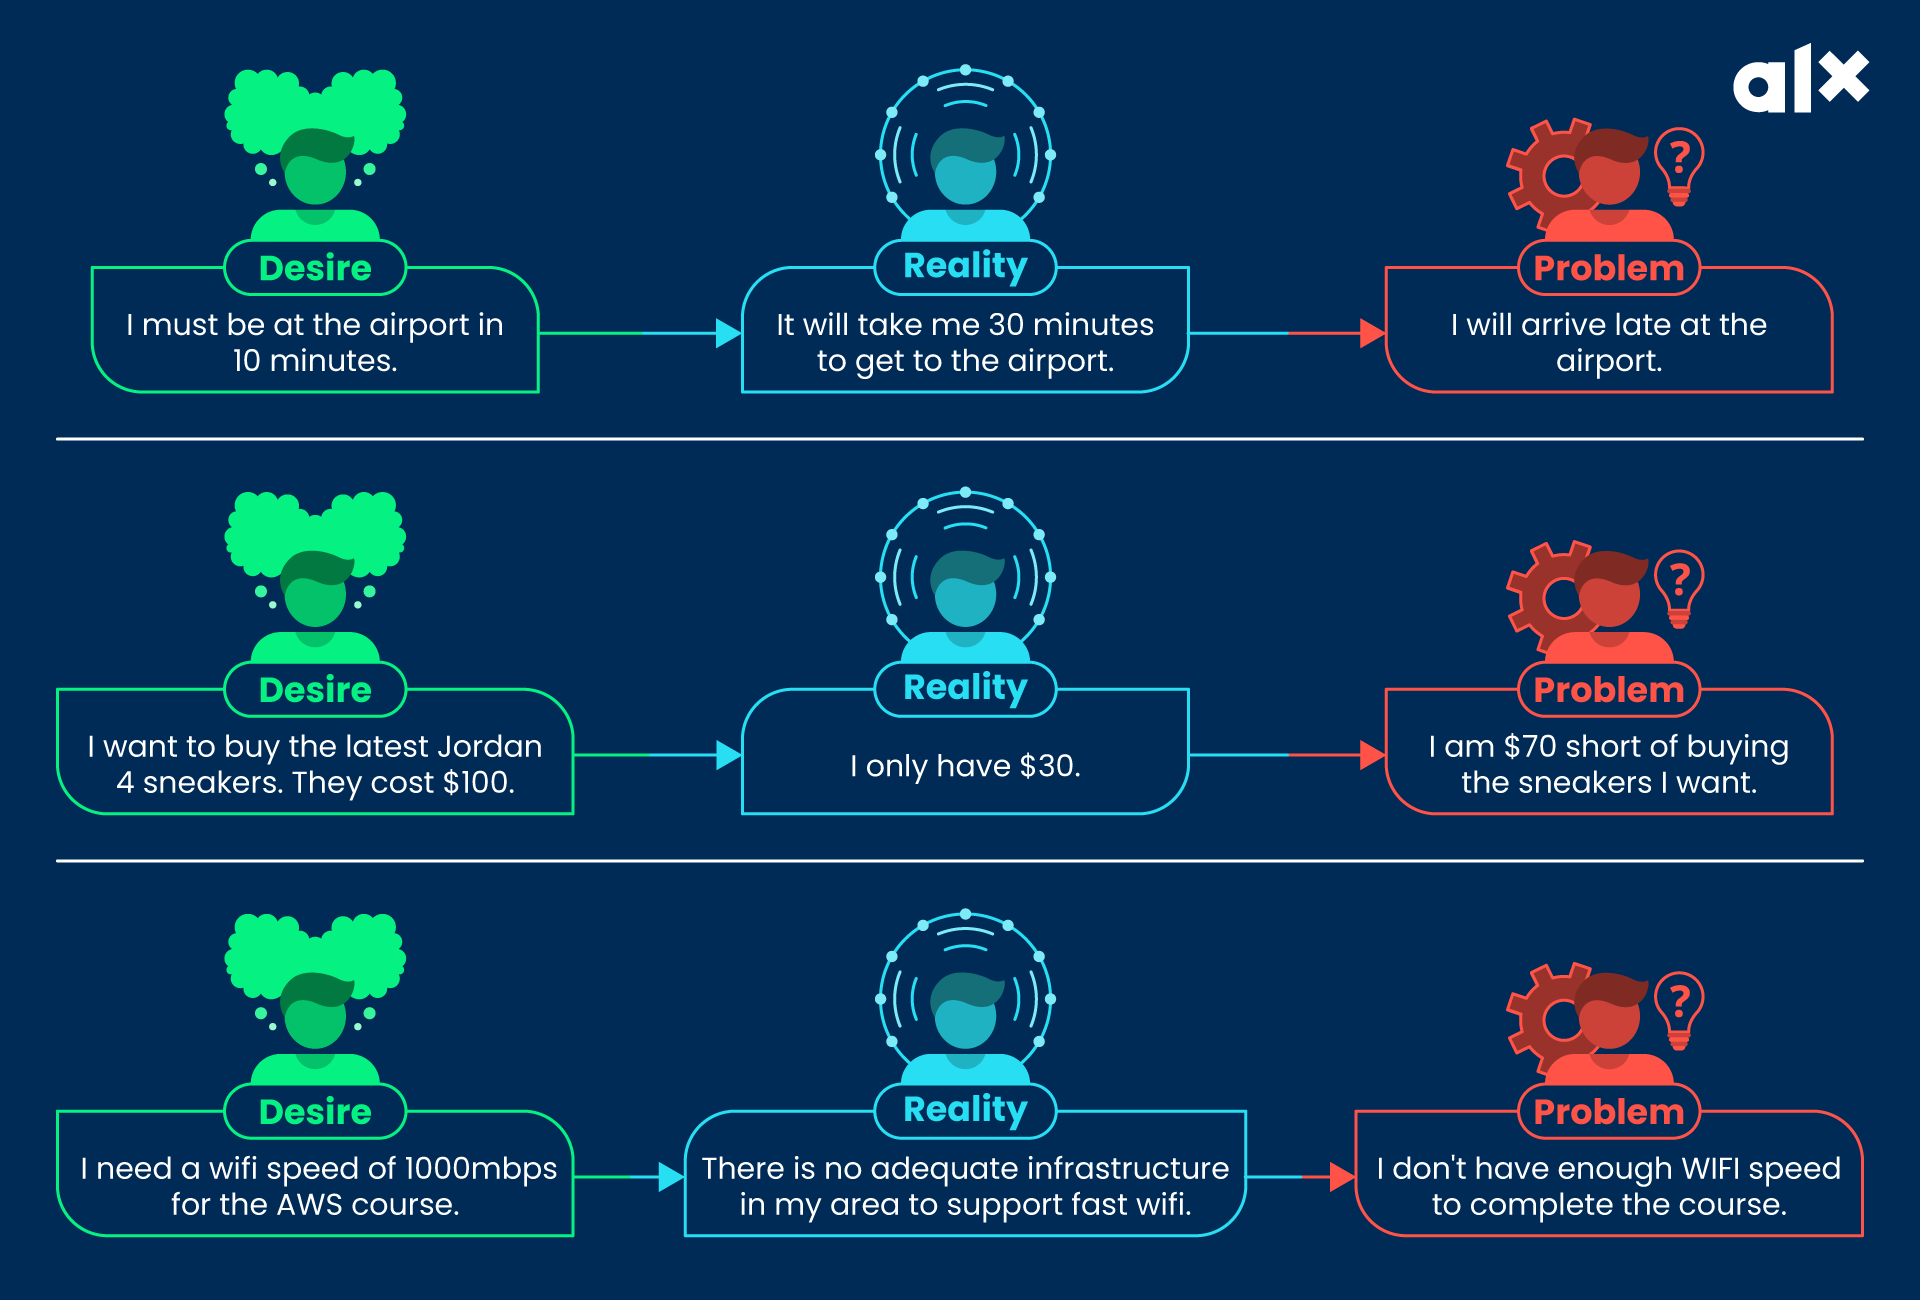 alx
Desire
I must be at the airport in
10 minutes.
Reality
It will take me 30 minutes
to get to the airport.
Problem
I will arrive late at the
airport.
?
Desire
I want to buy the latest Jordan
4 sneakers. They cost $100.
Reality
I only have $30.
Problem
I am $70 short of buying
the sneakers I want.
?
Desire
I need a wifi speed of 1000mbps
for the AWS course.
Reality
There is no adequate infrastructure
in my area to support fast wifi.
Problem
I don't have enough WIFI speed
to complete the course.
?